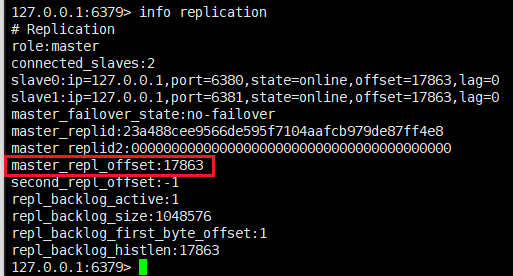 127.0.0.1:6379> info replication
# Replication
role:master
connected_slaves:2
slave0:ip=127.0.0.1,port=6380,state=online,offset=17863,lag=0
slave1:ip=127.0.0.1,port=6381,state=online,offset=17863,lag=0
master_failover_state:no-failover
master_replid:23a488cee9566de595f7104aafcb979de87ff4e8
master_replid2:0000000000000000000000000000000000000000
master_repl_offset:17863
second_repl_offset:-1
repl_backlog_active:1
repl_backlog_size:1048576
repl_backlog_first_byte_offset:1
repl_backlog_histlen:17863
127.0.0.1:6379>